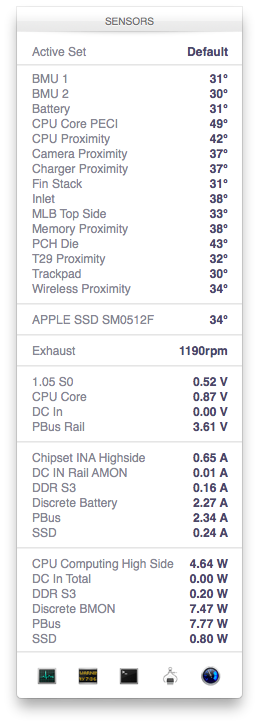 SENSORS
Active Set Default
BMU 1 31°
BMU 2 30°
Battery 31°
CPU Core PECI 49°
CPU Proximity 42°
Camera Proximity 37°
Charger Proximity 37°
Fin Stack 31°
Inlet 38°
MLB Top Side 33°
Memory Proximity 38°
PCH Die 43°
T29 Proximity 32°
Trackpad 30°
Wireless Proximity 34°
APPLE SSD SM0512F 34°
Exhaust 1190rpm
1.05 S0 0.52 V
CPU Core 0.87 V
DC In 0.00 V
PBus Rail 3.61 V
Chipset INA Highside 0.65 A
DC IN Rail AMON 0.01 A
DDR S3 0.16 A
Discrete Battery 2.27 A
PBus 2.34 A
SSD 0.24 A
CPU Computing High Side 4.64 W
DC In Total 0.00 W
DDR S3 0.20 W
Discrete BMON 7.47 W
PBus 7.77 W
SSD 0.80 W